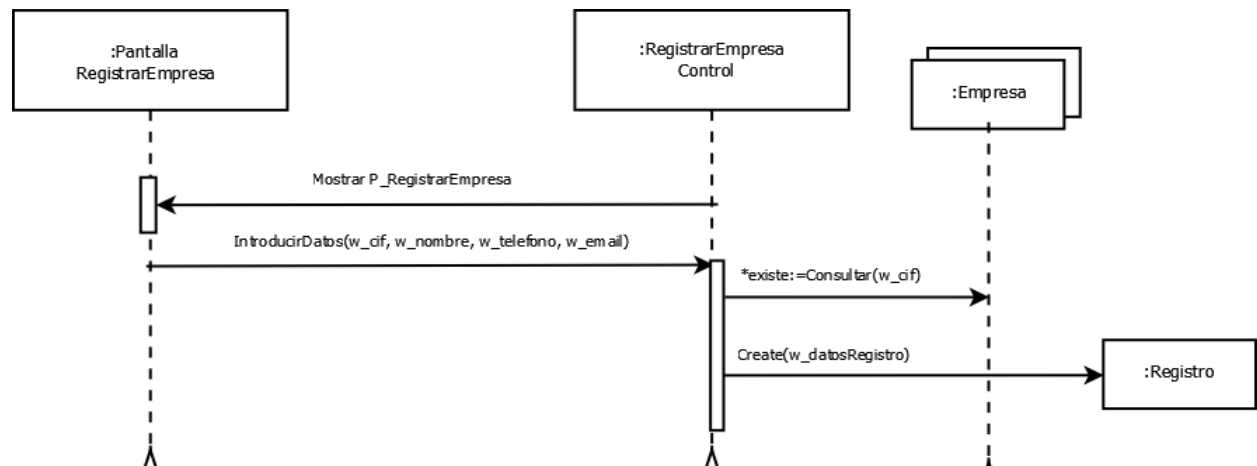 :Pantalla
RegistrarEmpresa
:RegistrarEmpresa
Control
:Empresa
Mostrar P_RegistrarEmpresa
IntroducirDatos(w_cif, w_nombre, w_telefono, w_email)
*existe:=Consultar(w_cif)
Create(w_datosRegistro)
:Registro